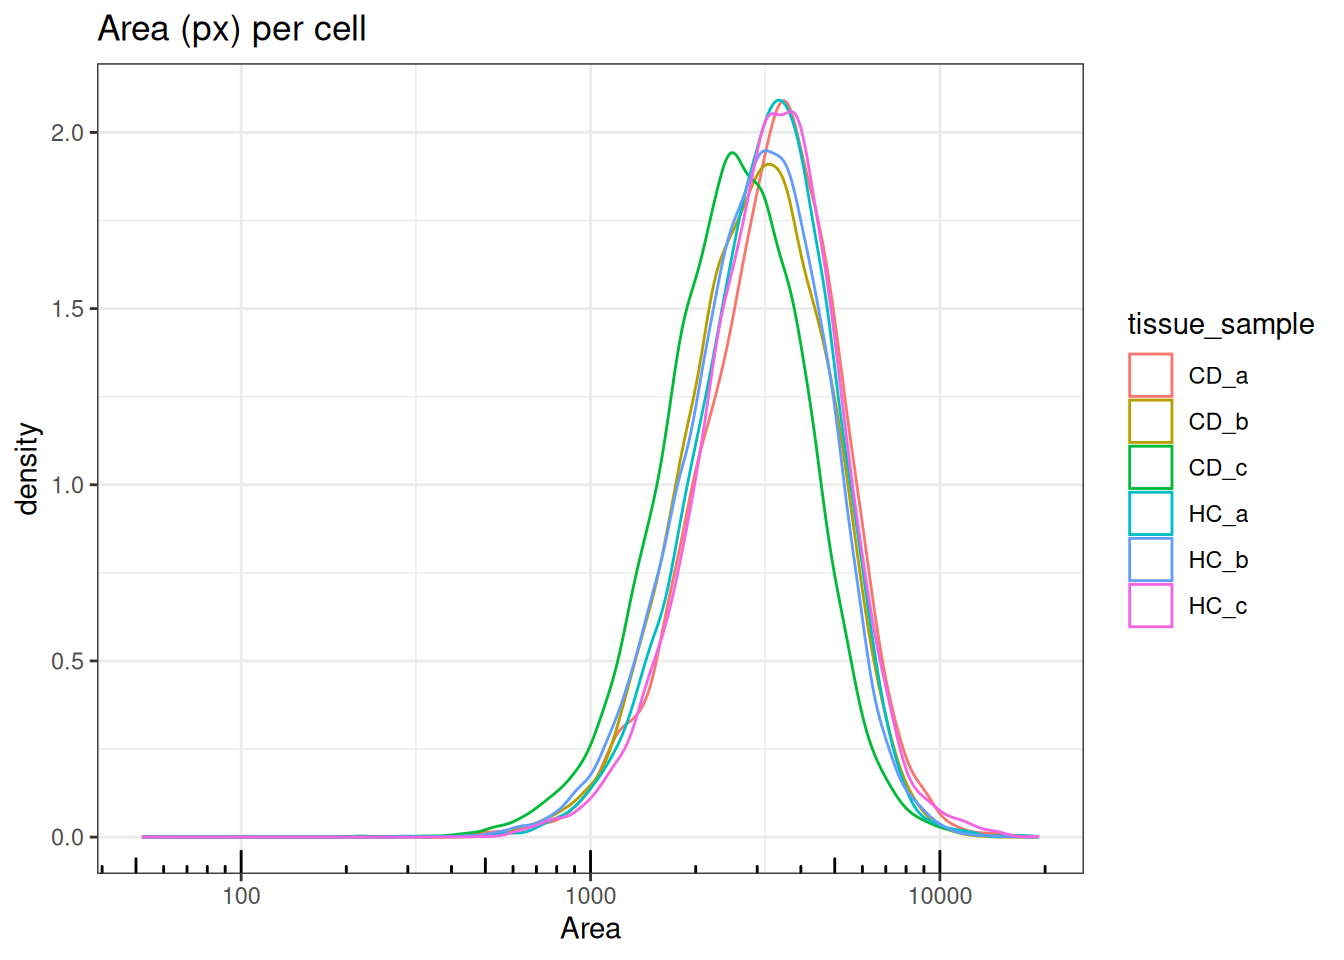 Area (px) per cell
density
2.0
1.5
1.0
0.5
0.0
100
1000
10000
Area
tissue_sample
CD_a
CD_b
CD_c
HC_a
HC_b
HC_c